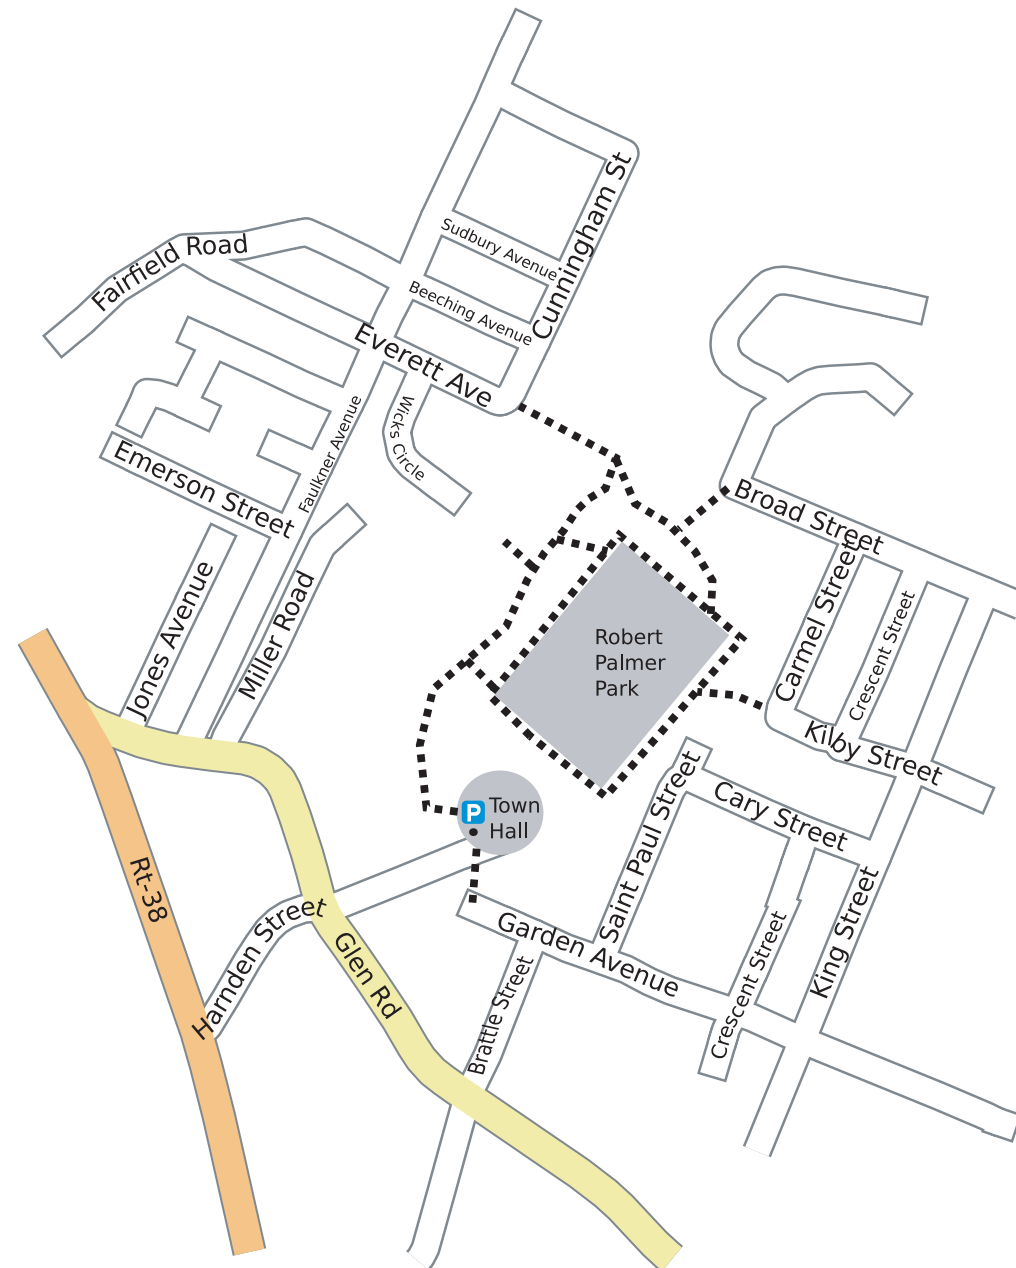 Cunningham St
Sudbury Avenue
Fairfield Road
Beeching Avenue
Everett Ave
Wicks Circle
Faulkner Avenue
Emerson Street
Broad Street
Jones Avenue
Miller Road
Carmel Street
Crescent Street
Robert
Palmer
Park
Kilby Street
Saint Paul Street
Cary Street
P
Town
Hall
Rt-38
Harnden Street
Glen Rd
Garden Avenue
King Street
Crescent Street
Brattle Street